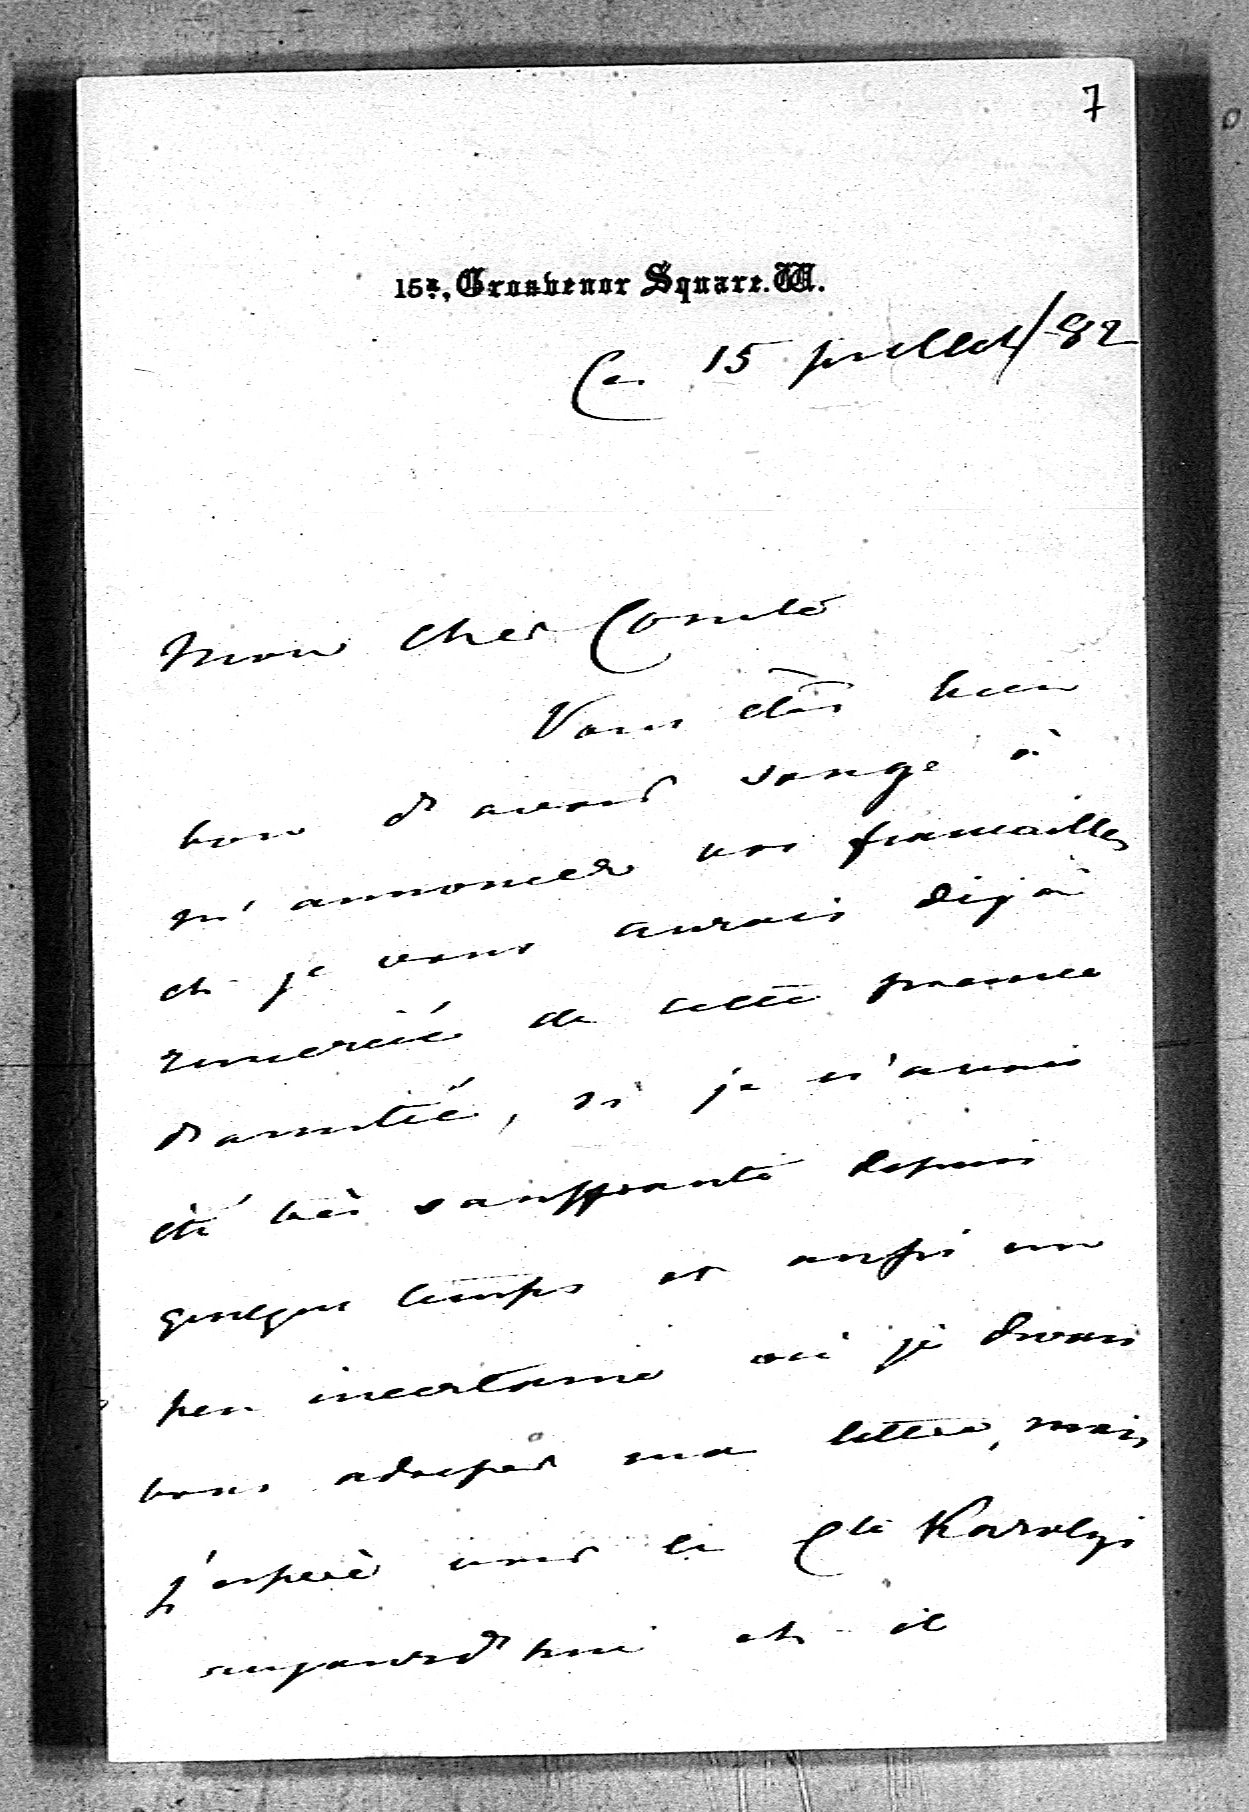 7
15a, Grosvenor Square. W.
Ce 15 juillet/82
Mon cher Comte
Vous êtes bien
bon d'avoir songé à
m'annoncer vos fiançailles
et je vous aurais déjà
remercié de cette preuve
d'amitié, si je n'avais
été très souffrante depuis
quelque temps et aussi un
peu incertaine où je devais
vous adresser ma lettre, mais
j'espère voir le Cte Karolyi
aujourd'hui et il